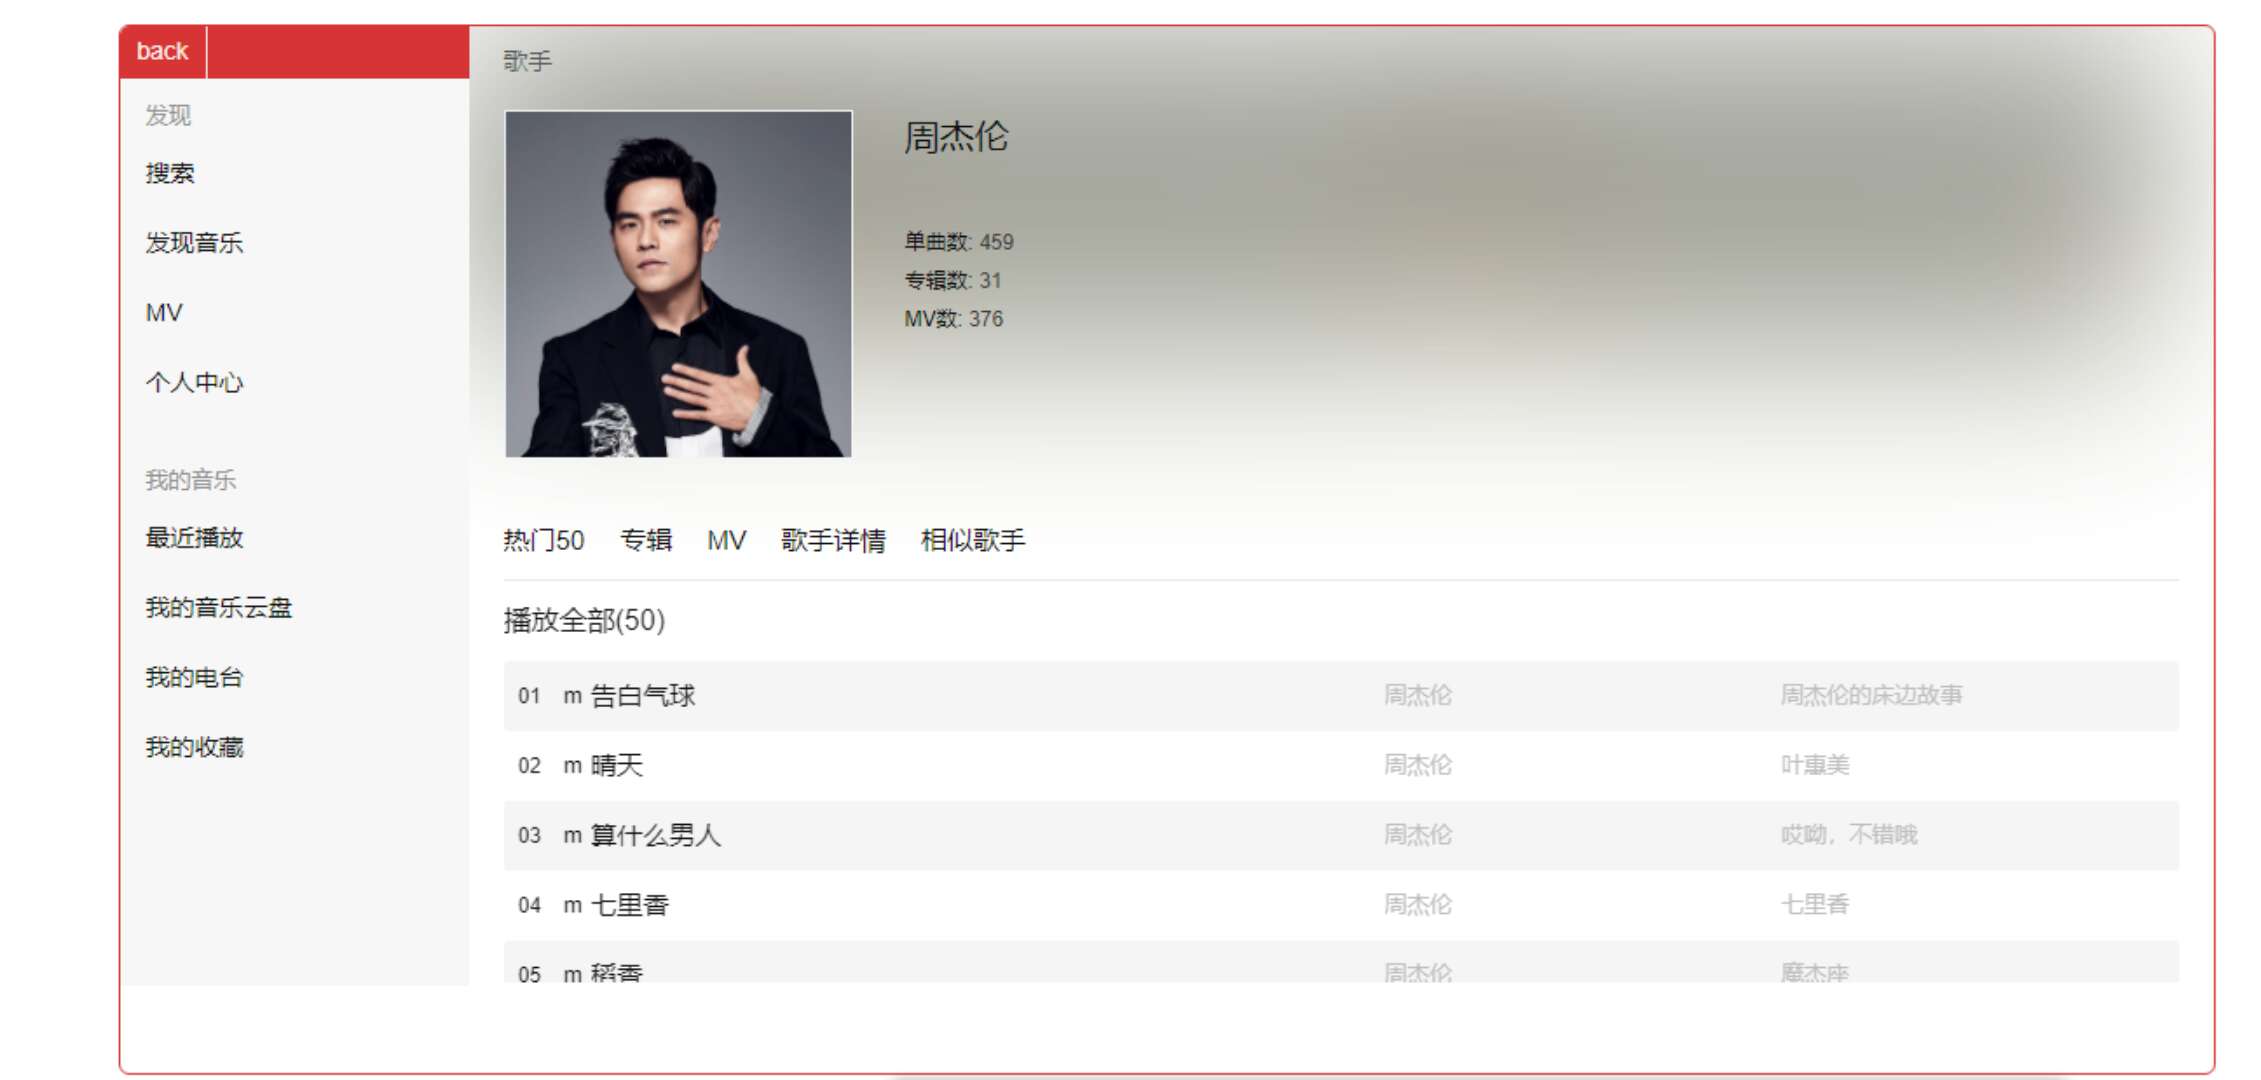 back
发现
搜索
发现音乐
MV
个人中心
我的音乐
最近播放
我的音乐云盘
我的电台
我的收藏
歌手
周杰伦
单曲数: 459
专辑数: 31
MV数: 376
热门50 专辑 MV 歌手详情 相似歌手
播放全部(50)
01 m 告白气球 周杰伦 周杰伦的床边故事
02 m 晴天 周杰伦 叶惠美
03 m 算什么男人 周杰伦 哎呦，不错哦
04 m 七里香 周杰伦 七里香
05 m 稻香 周杰伦 魔杰座